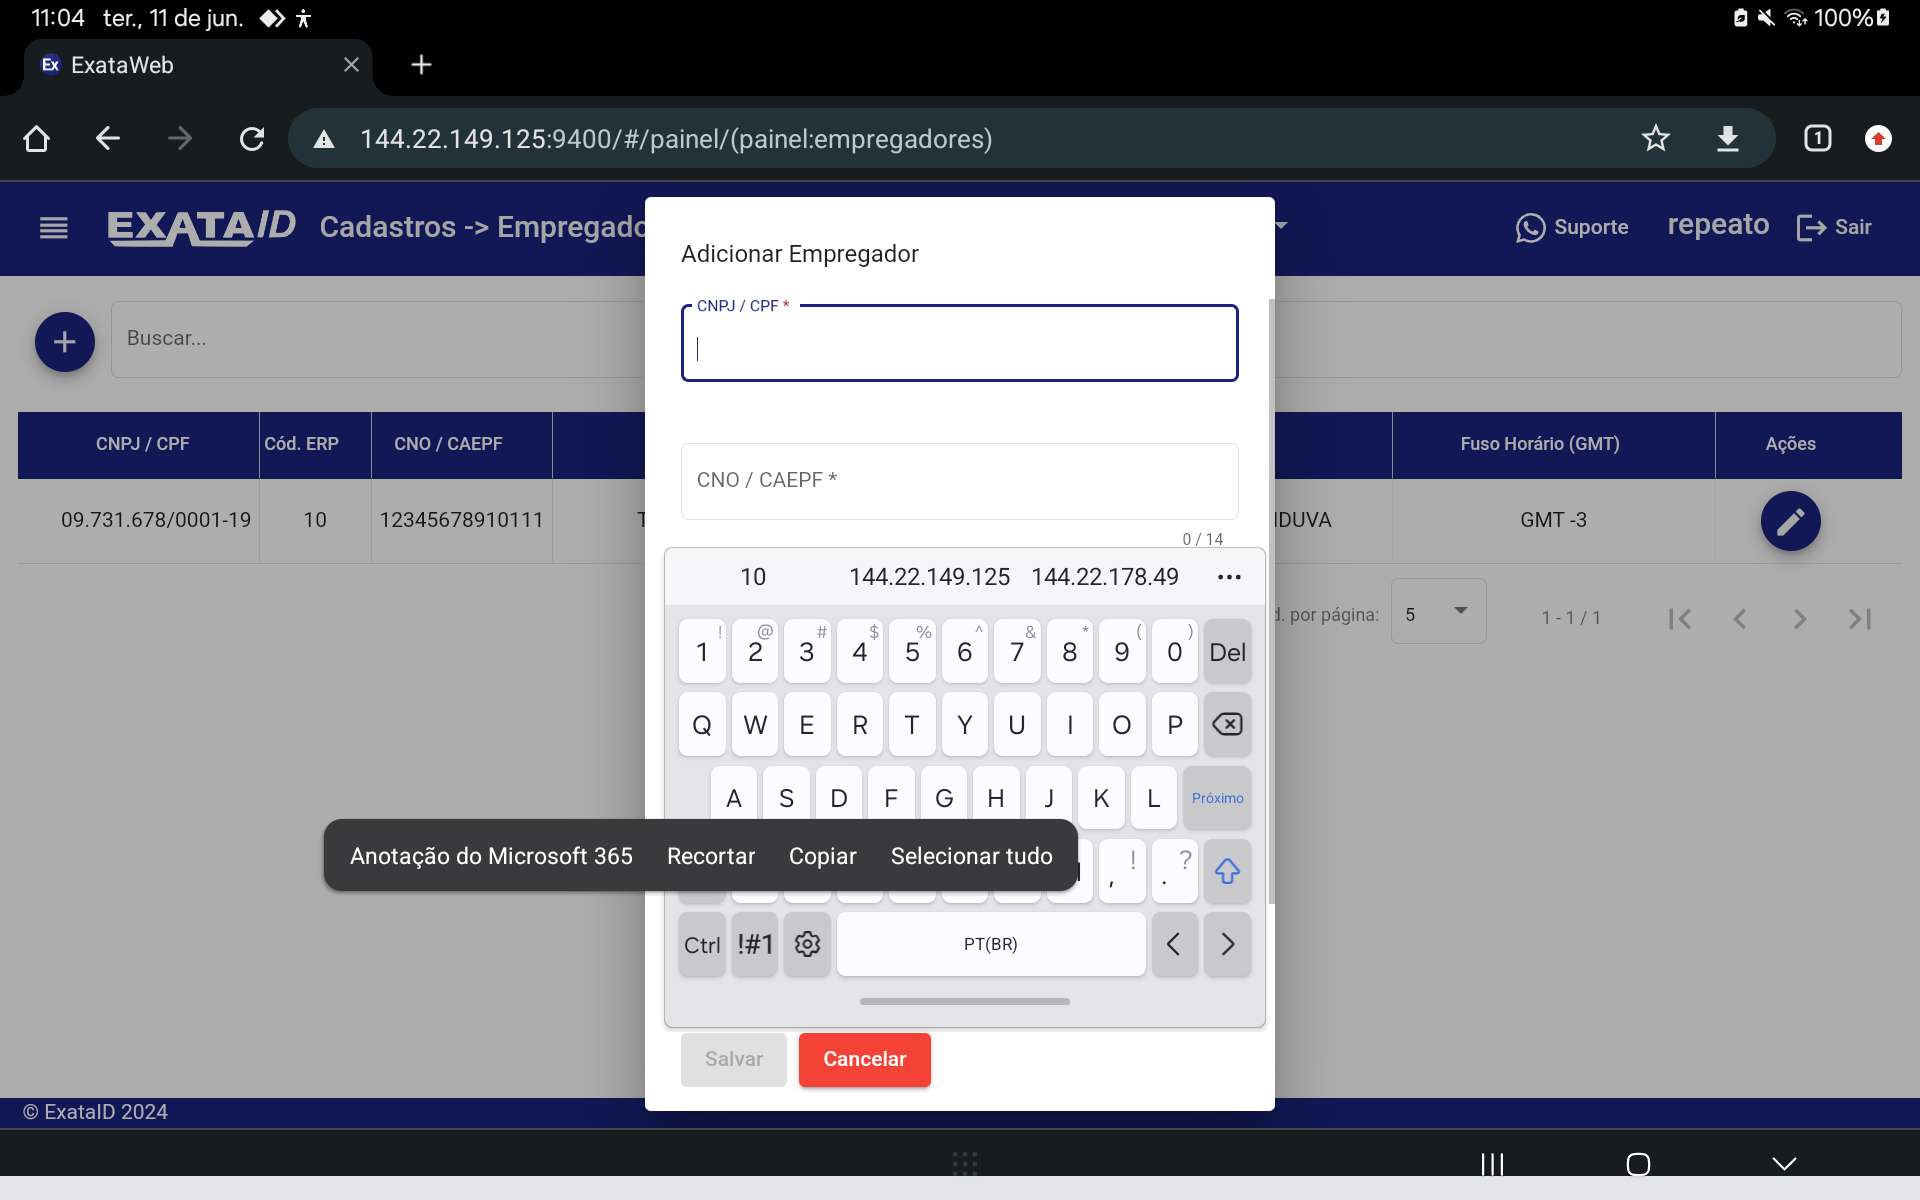 11:04 ter., 11 de jun. 100%
Ex ExataWeb
144.22.149.125:9400/#/painel/(painel:empregadores) 1
EXATAID Cadastros -> Empregado Suporte repeato Sair
Adicionar Empregador
CNPJ / CPF *
Buscar...
CNPJ / CPF Cód. ERP CNO / CAEPF Fuso Horário (GMT) Ações
CNO / CAEPF *
09.731.678/0001-19 10 12345678910111 T IDUVA GMT -3
0 / 14
10 144.22.149.125 144.22.178.49
d. por página: 5 1 - 1 / 1
! @ # $ % ^ & * ( )
1 2 3 4 5 6 7 8 9 0 Del
Q W E R T Y U I O P
A S D F G H J K L Próximo
Anotação do Microsoft 365 Recortar Copiar Selecionar tudo
! ?
, .
Ctrl !#1 PT(BR)
Salvar Cancelar
© ExataID 2024